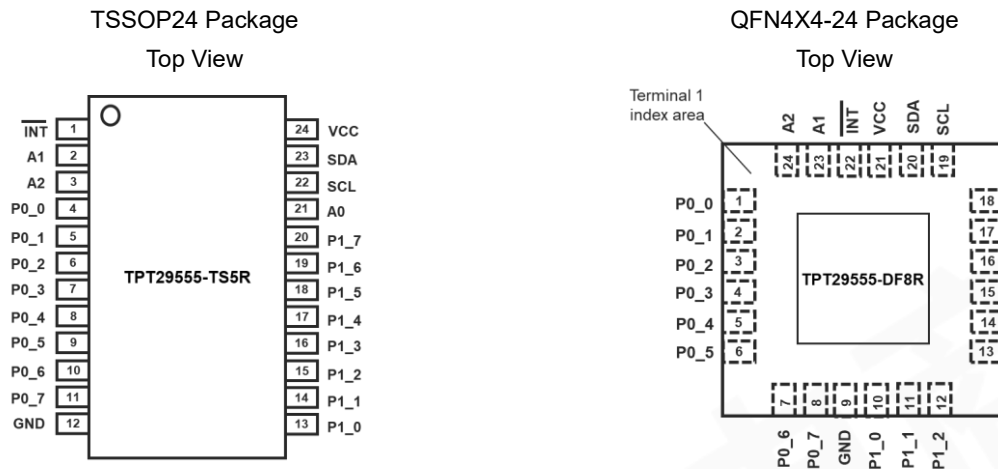 TSSOP24 Package
Top View
INT 1
A1 2
A2 3
P0_0 4
P0_1 5
P0_2 6
P0_3 7
P0_4 8
P0_5 9
P0_6 10
P0_7 11
GND 12
TPT29555-TS5R
24 VCC
23 SDA
22 SCL
21 A0
20 P1_7
19 P1_6
18 P1_5
17 P1_4
16 P1_3
15 P1_2
14 P1_1
13 P1_0
QFN4X4-24 Package
Top View
Terminal 1
index area
A2 A1 INT VCC SDA SCL
24 23 22 21 20 19
P0_0 1
P0_1 2
P0_2 3
P0_3 4
P0_4 5
P0_5 6
TPT29555-DF8R
18
17
16
15
14
13
7 8 9 10 11 12
P0_6 P0_7 GND P1_0 P1_1 P1_2